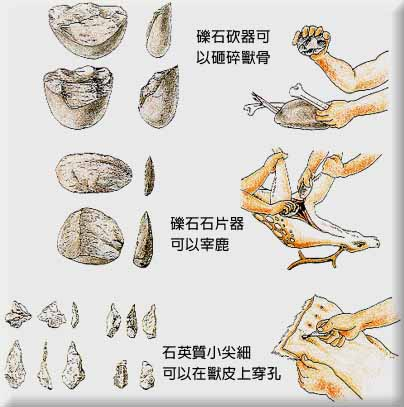 礫石砍器可
以砸碎獸骨
礫石石片器
可以宰鹿
石英質小尖細
可以在獸皮上穿孔